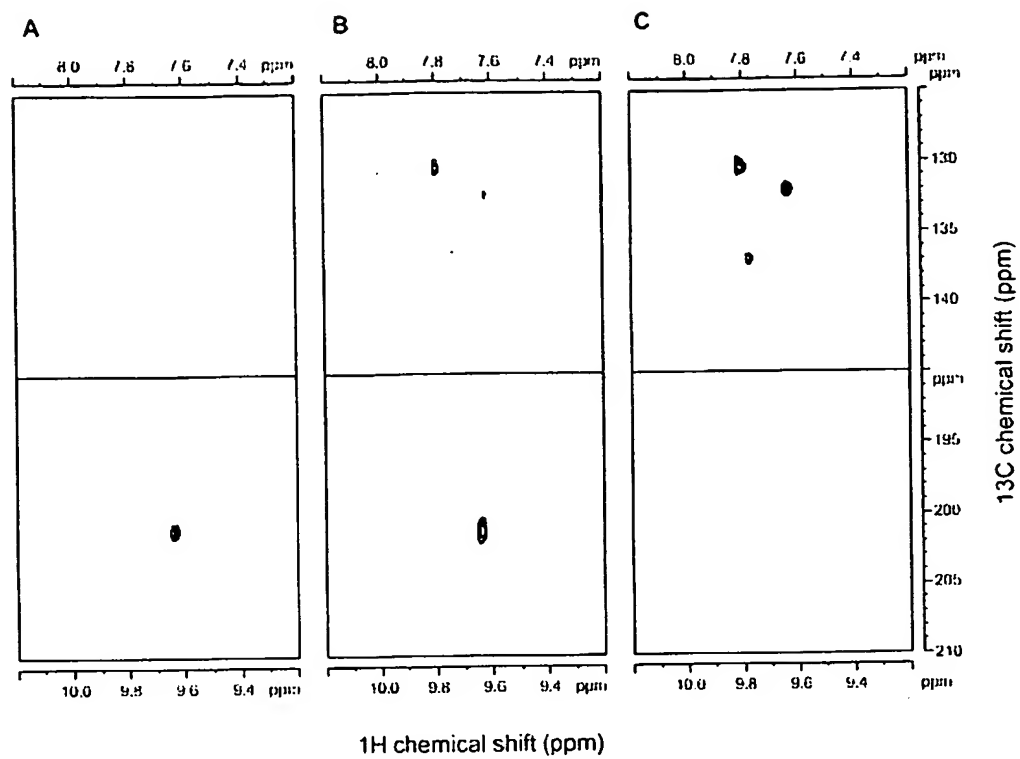 A B C
8.0 7.8 7.6 7.4 ppm 8.0 7.8 7.6 7.4 ppm 8.0 7.8 7.6 7.4 ppm
ppm
130
135
140
ppm
195
200
205
210
13C chemical shift (ppm)
10.0 9.8 9.6 9.4 ppm 10.0 9.8 9.6 9.4 ppm 10.0 9.8 9.6 9.4 ppm
1H chemical shift (ppm)